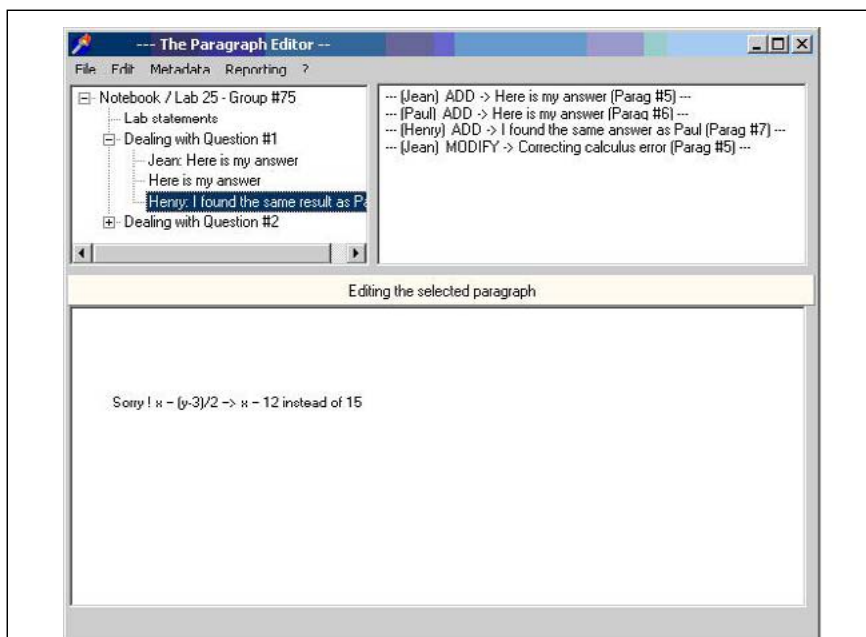 --- The Paragraph Editor --
File Edit Metadata Reporting ?
Notebook / Lab 25 - Group #75
Lab statements
Dealing with Question #1
Jean: Here is my answer
Here is my answer
Henry: I found the same result as Pa
Dealing with Question #2
--- (Jean) ADD -> Here is my answer (Parag #5) ---
--- (Paul) ADD -> Here is my answer (Parag #6) ---
--- (Henry) ADD -> I found the same answer as Paul (Parag #7) ---
--- (Jean) MODIFY -> Correcting calculus error (Parag #5) ---
Editing the selected paragraph
Sorry ! x = (y-3)/2 -> x = 12 instead of 15